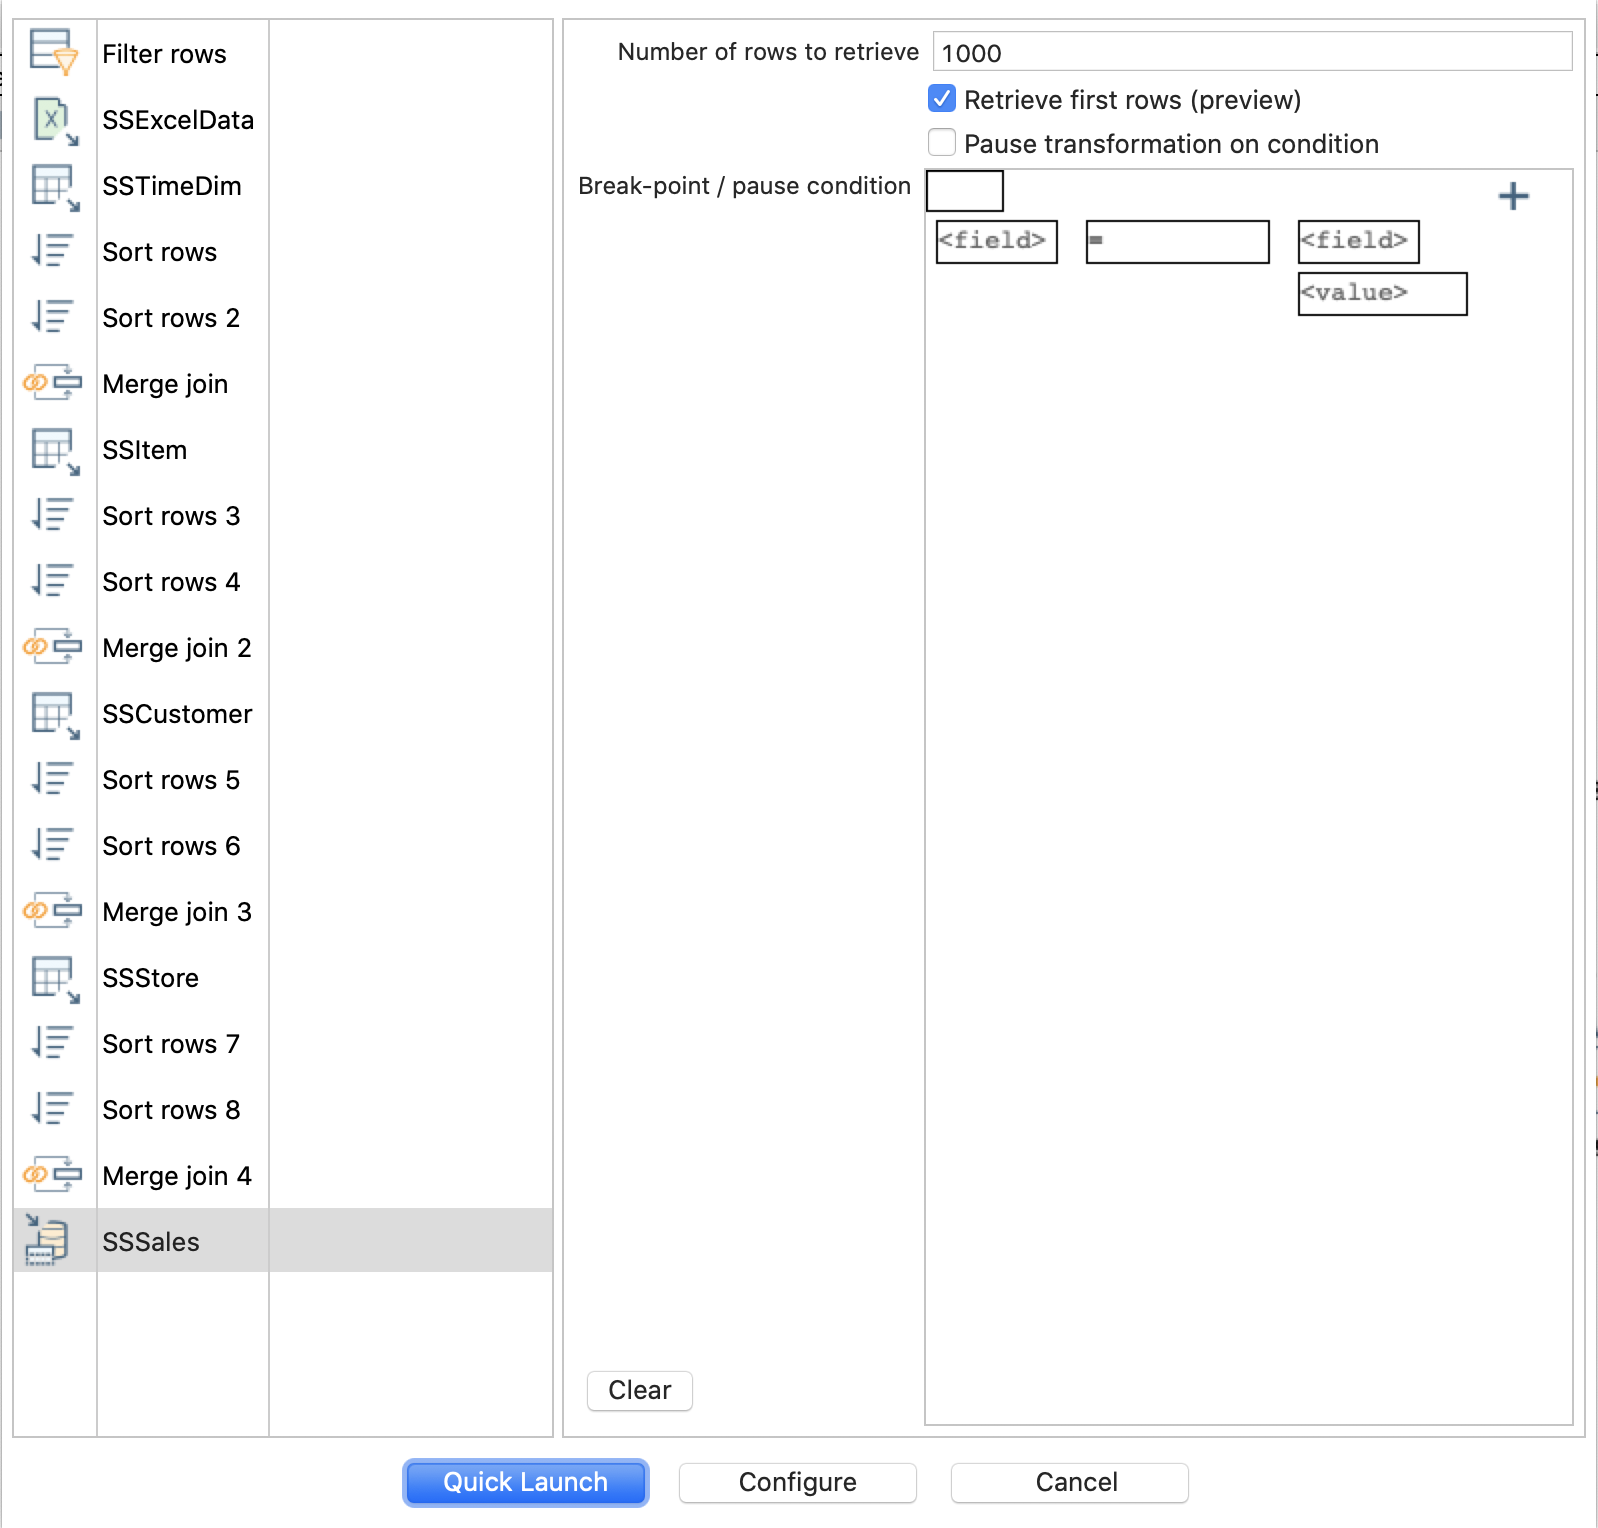 Filter rows
SSExcelData
SSTimeDim
Sort rows
Sort rows 2
Merge join
SSItem
Sort rows 3
Sort rows 4
Merge join 2
SSCustomer
Sort rows 5
Sort rows 6
Merge join 3
SSStore
Sort rows 7
Sort rows 8
Merge join 4
SSSales
Number of rows to retrieve 1000
Retrieve first rows (preview)
Pause transformation on condition
Break-point / pause condition
<field> = <field>
<value>
Clear
Quick Launch Configure Cancel